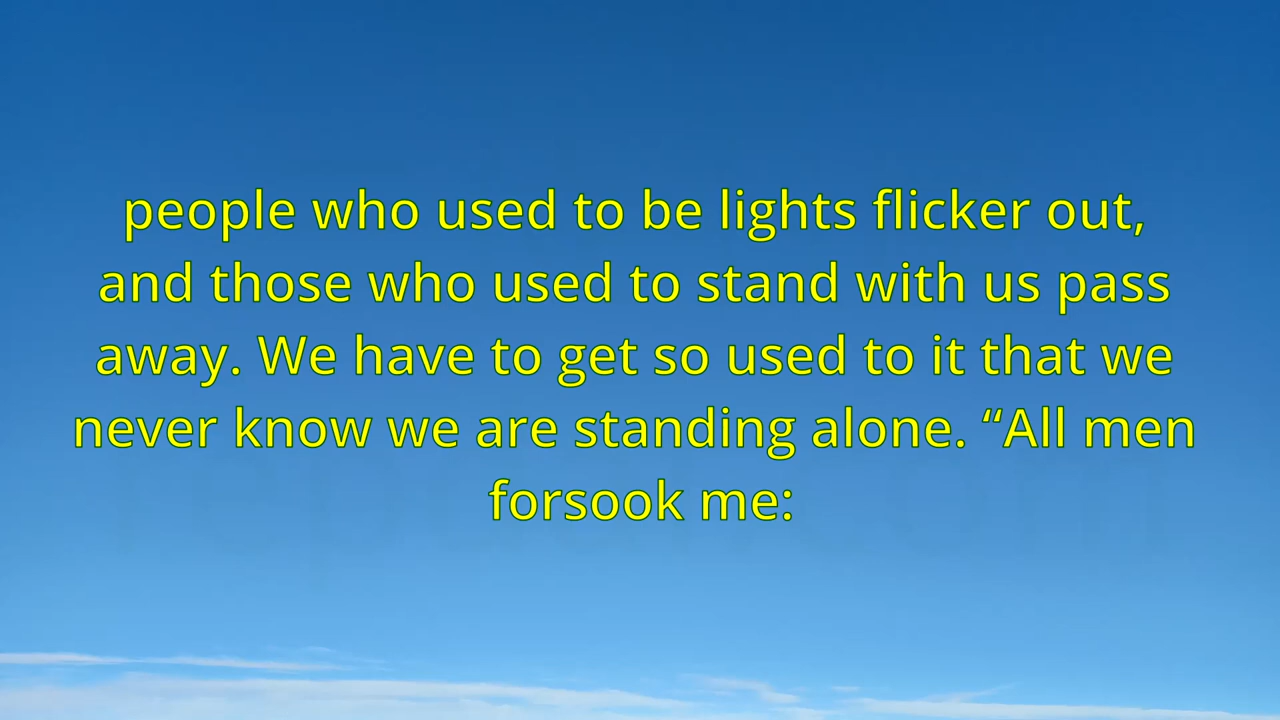 people who used to be lights flicker out,
and those who used to stand with us pass
away. We have to get so used to it that we
never know we are standing alone. “All men
forsook me: